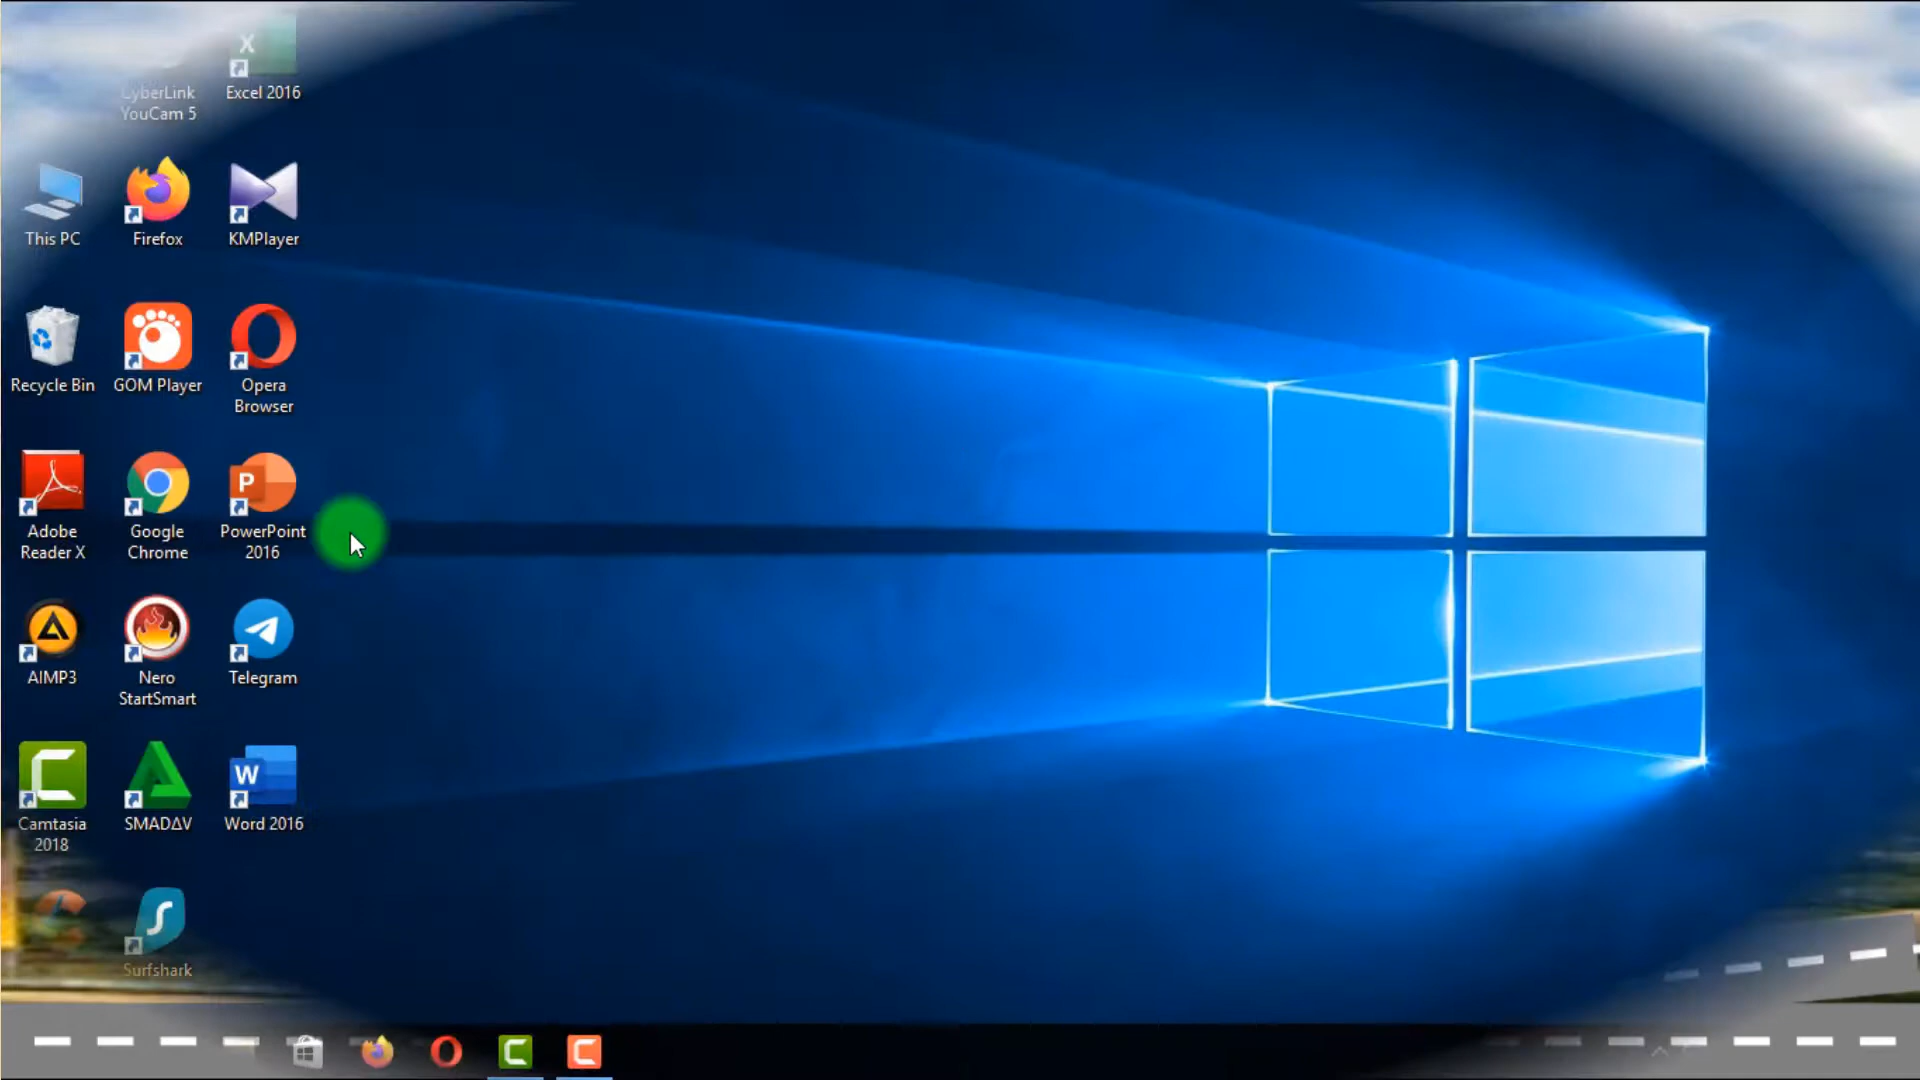 CyberLink
YouCam 5
Excel 2016
This PC
Firefox
KMPlayer
Recycle Bin
GOM Player
Opera
Browser
Adobe
Reader X
Google
Chrome
P
PowerPoint
2016
AIMP3
Nero
StartSmart
Telegram
Camtasia
2018
SMADΔV
W
Word 2016
Surfshark